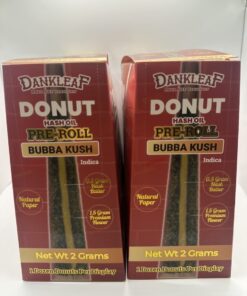 DANKLEAF
DONUT
HASH OIL
PRE-ROLL
BUBBA KUSH
Indica
0.5 Gram
Hash
Batter
Natural
Paper
1.5 Gram
Premium
Flower
Net Wt 2 Grams
1 Dozen Donuts Per Display
DANKLEAF
DONUT
HASH OIL
PRE-ROLL
BUBBA KUSH
Indica
0.5 Gram
Hash
Batter
Natural
Paper
1.5 Gram
Premium
Flower
Net Wt 2 Grams
1 Dozen Donuts Per Display